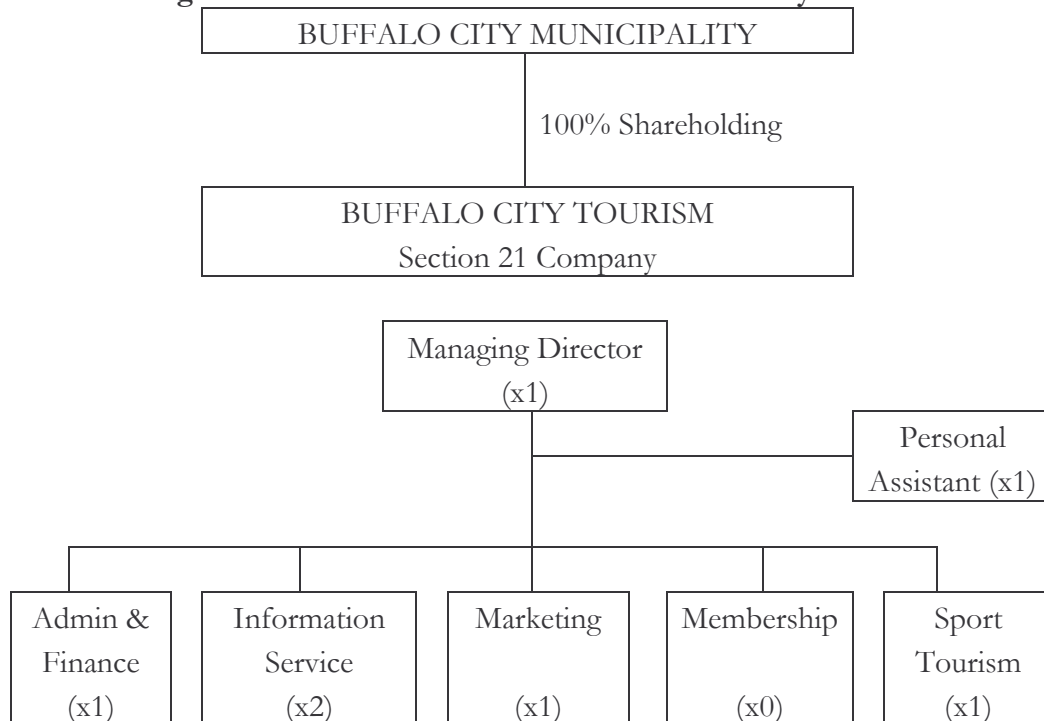 BUFFALO CITY MUNICIPALITY
100% Shareholding
BUFFALO CITY TOURISM
Section 21 Company
Managing Director
(x1)
Personal
Assistant (x1)
Admin &
Finance
(x1)
Information
Service
(x2)
Marketing
(x1)
Membership
(x0)
Sport
Tourism
(x1)